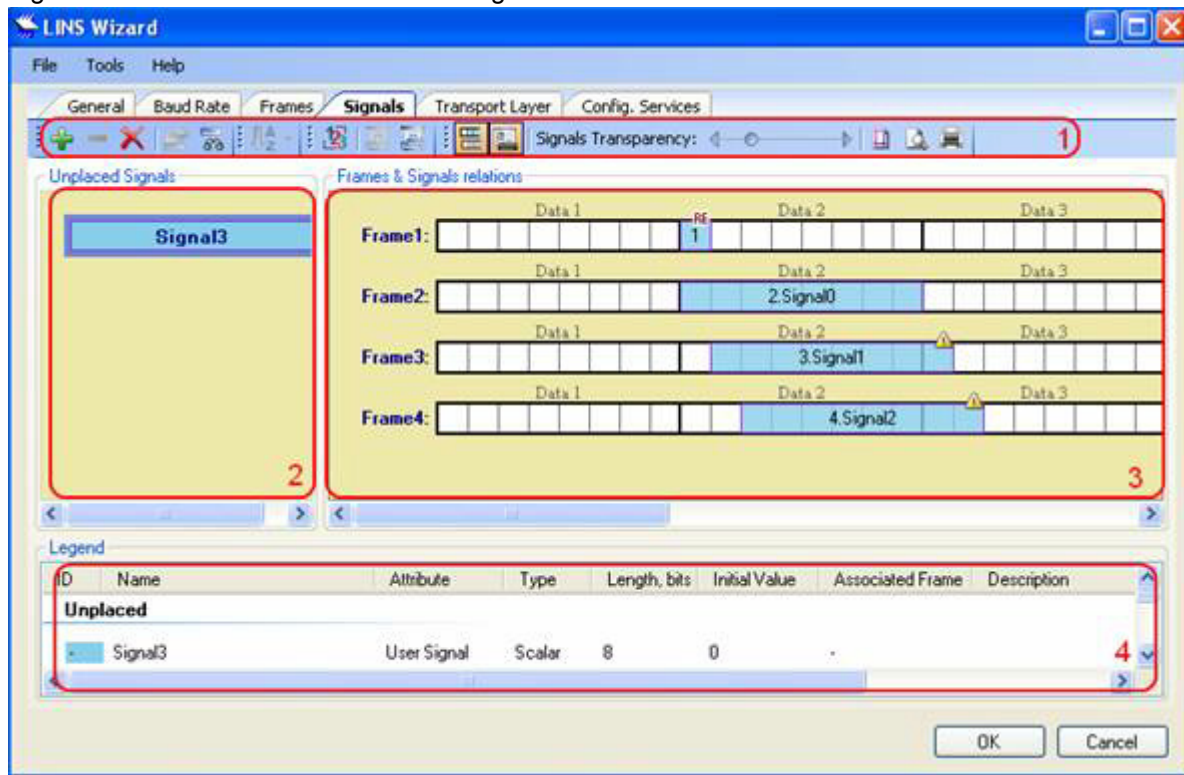 LINS Wizard
File Tools Help
General Baud Rate Frames Signals Transport Layer Config. Services
Signals Transparency: 1
Unplaced Signals
Signal3
2
Frames & Signals relations
Data 1 Data 2 Data 3
RE
Frame1: 1
Data 1 Data 2 Data 3
Frame2: 2.Signal0
Data 1 Data 2 Data 3
Frame3: 3.Signal1
Data 1 Data 2 Data 3
Frame4: 4.Signal2
3
Legend
ID Name Attribute Type Length, bits Initial Value Associated Frame Description
Unplaced
- Signal3 User Signal Scalar 8 0 -
4
OK Cancel